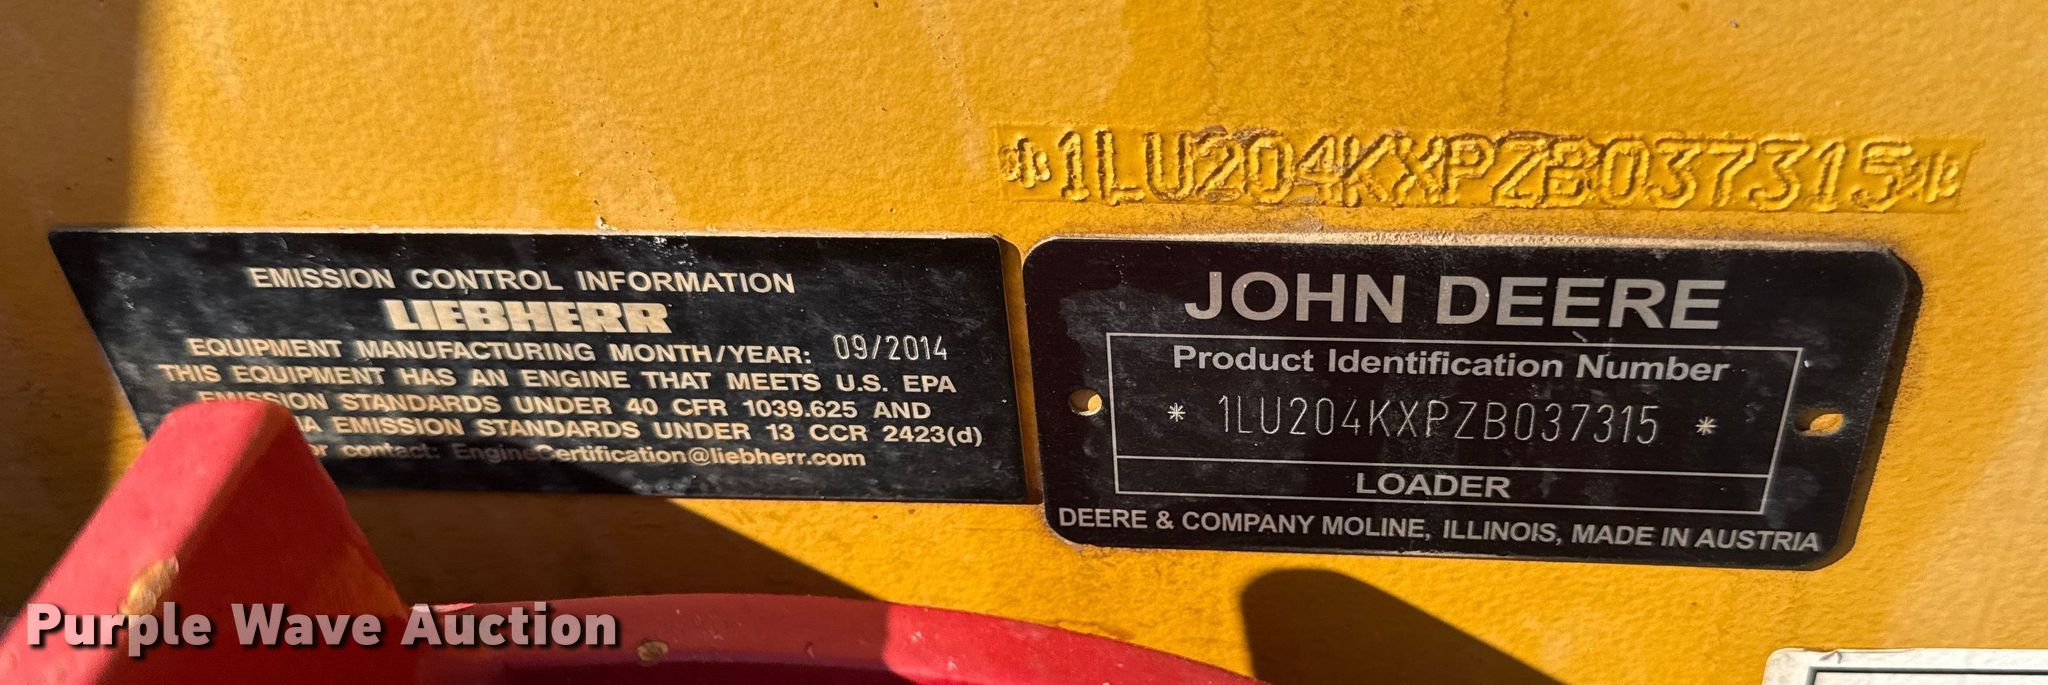 *1LU204KXPZB037315*
EMISSION CONTROL INFORMATION
LIEBHERR
EQUIPMENT MANUFACTURING MONTH/YEAR: 09/2014
THIS EQUIPMENT HAS AN ENGINE THAT MEETS U.S. EPA
EMISSION STANDARDS UNDER 40 CFR 1039.625 AND
EMISSION STANDARDS UNDER 13 CCR 2423(d)
contact: EngineCertification@liebherr.com
JOHN DEERE
Product Identification Number
* 1LU204KXPZB037315 *
LOADER
DEERE & COMPANY MOLINE, ILLINOIS, MADE IN AUSTRIA
Purple Wave Auction